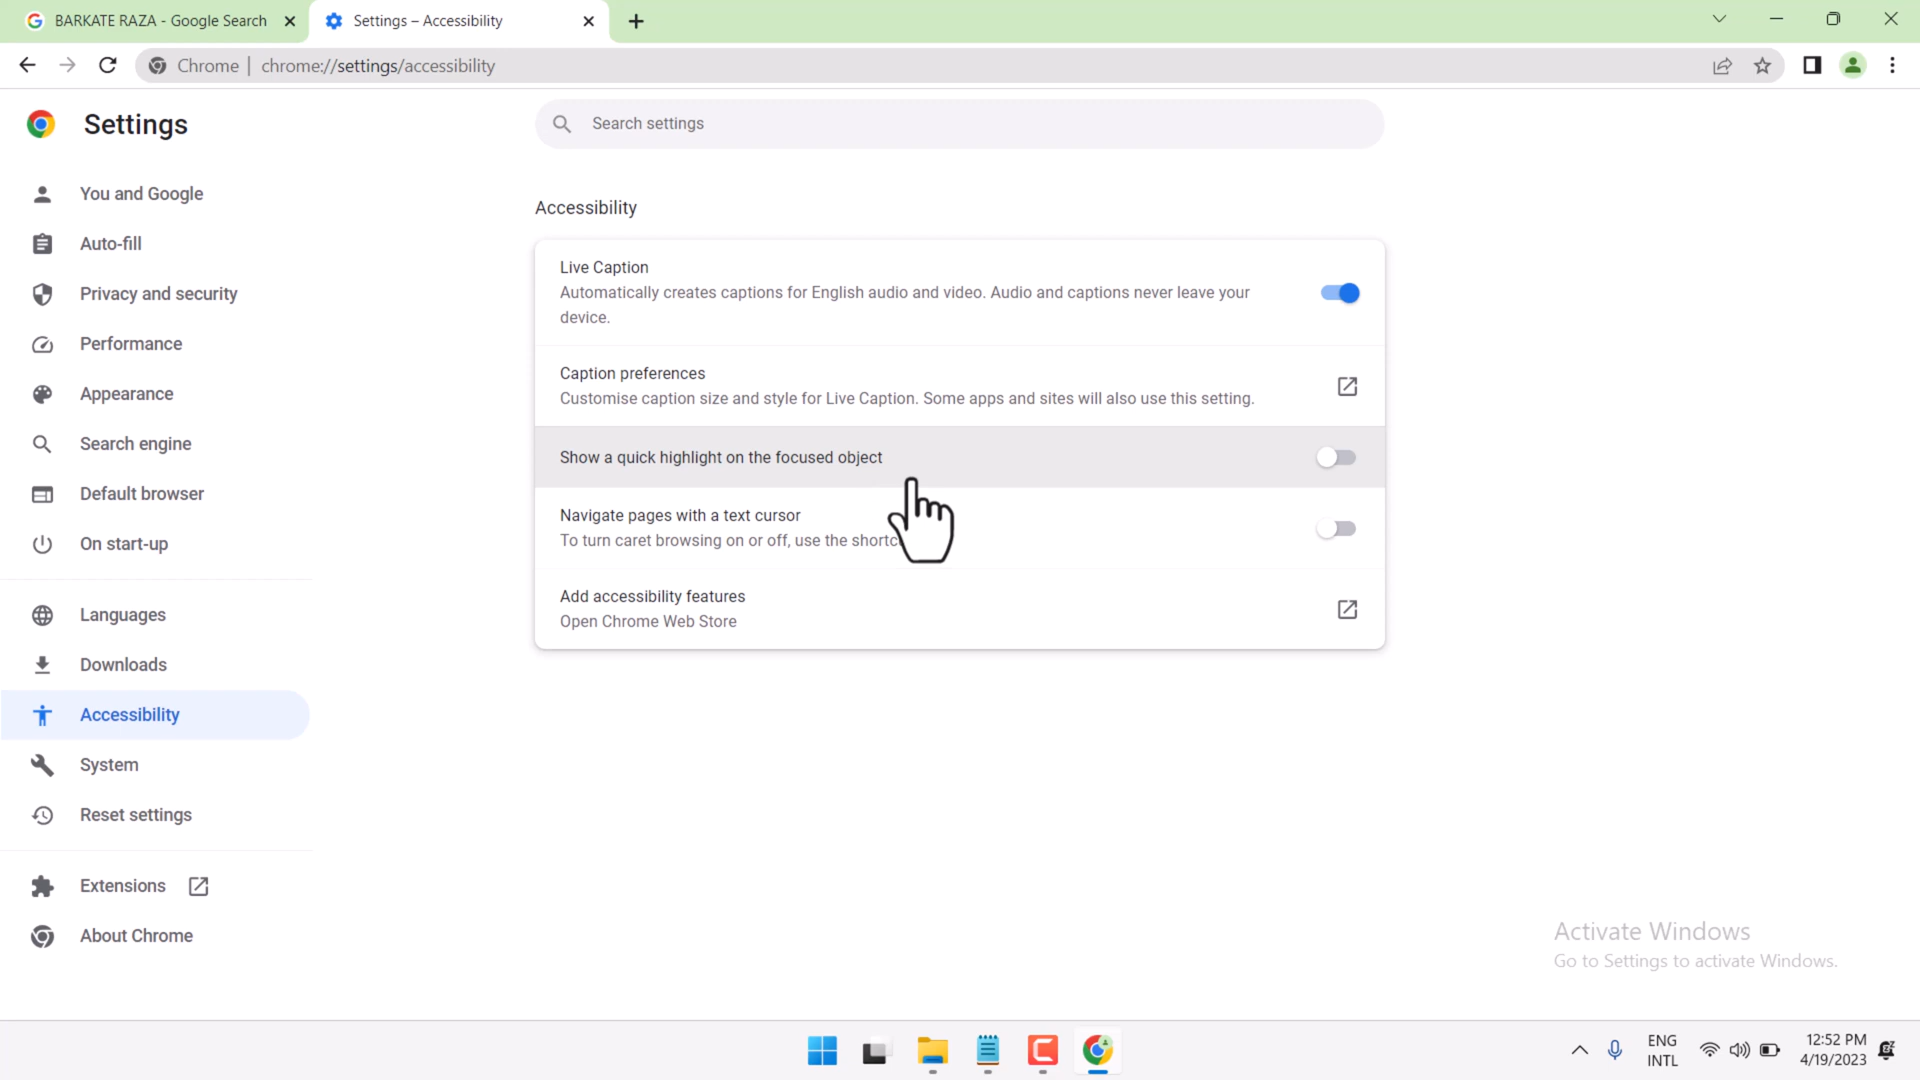 BARKATE RAZA - Google Search
Settings – Accessibility
Chrome | chrome://settings/accessibility
Settings
Search settings
You and Google
Auto-fill
Privacy and security
Performance
Appearance
Search engine
Default browser
On start-up
Languages
Downloads
Accessibility
System
Reset settings
Extensions
About Chrome
Accessibility
Live Caption
Automatically creates captions for English audio and video. Audio and captions never leave your
device.
Caption preferences
Customise caption size and style for Live Caption. Some apps and sites will also use this setting.
Show a quick highlight on the focused object
Navigate pages with a text cursor
To turn caret browsing on or off, use the
Add accessibility features
Open Chrome Web Store
Activate Windows
Go to Settings to activate Windows.
ENG
INTL
12:52 PM
4/19/2023